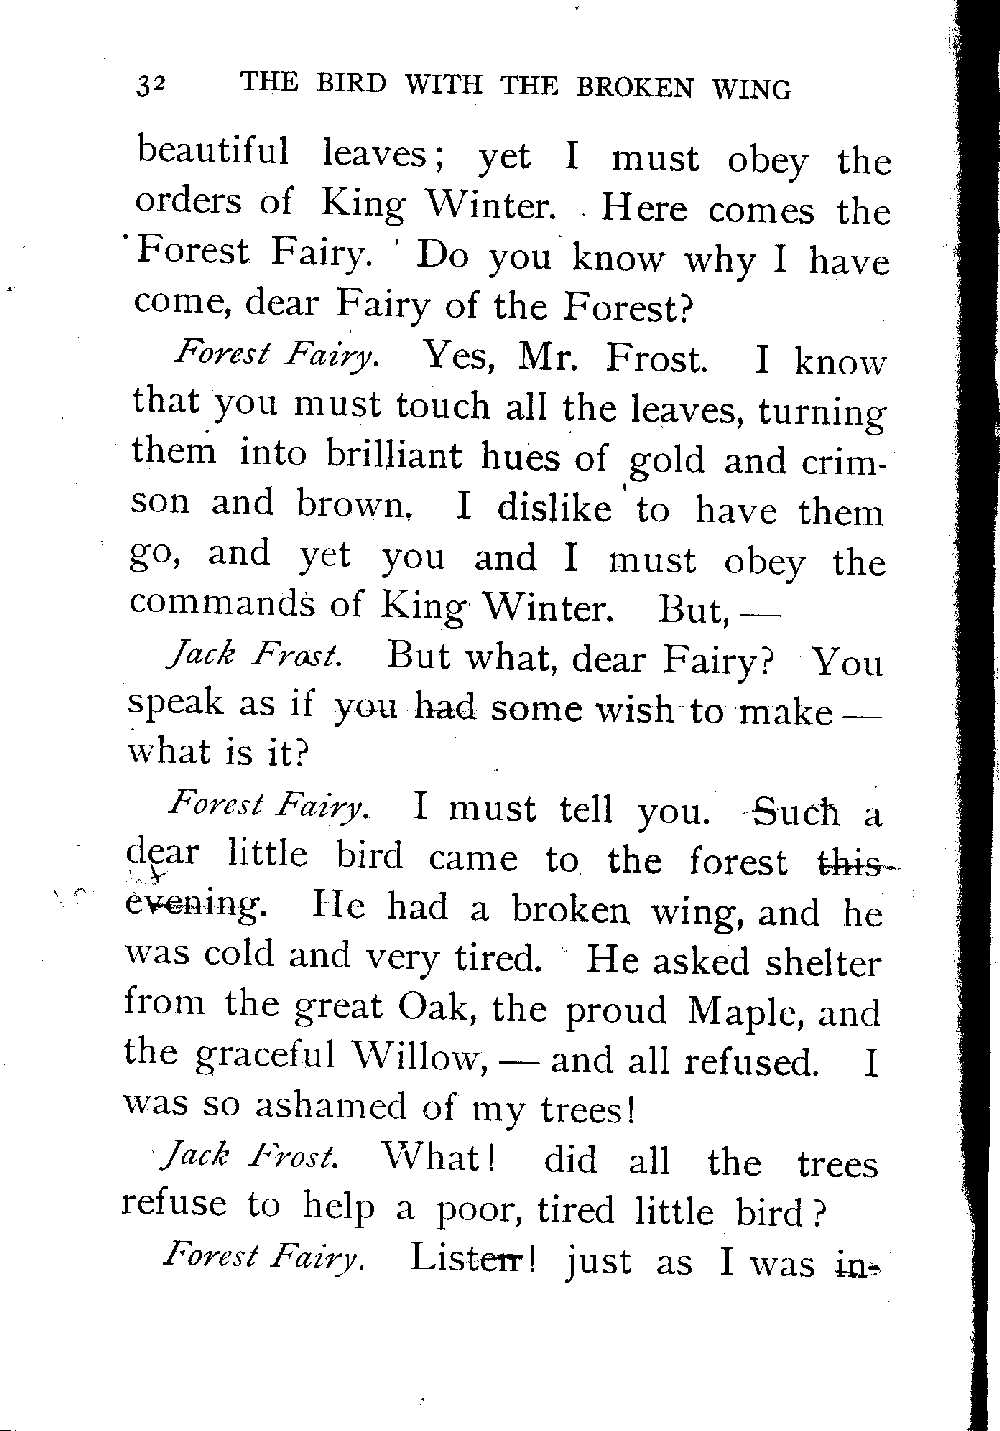 32 THE BIRD WITH THE BROKEN WING
beautiful leaves; yet I must obey the
orders of King Winter. Here comes the
Forest Fairy. Do you know why I have
come, dear Fairy of the Forest?
Forest Fairy. Yes, Mr. Frost. I know
that you must touch all the leaves, turning
them into brilliant hues of gold and crim-
son and brown. I dislike to have them
go, and yet you and I must obey the
commands of King Winter. But, —
Jack Frost. But what, dear Fairy? You
speak as if you had some wish to make —
what is it?
Forest Fairy. I must tell you. Such a
dear little bird came to the forest this
evening. He had a broken wing, and he
was cold and very tired. He asked shelter
from the great Oak, the proud Maple, and
the graceful Willow, — and all refused. I
was so ashamed of my trees!
Jack Frost. What! did all the trees
refuse to help a poor, tired little bird?
Forest Fairy. Listen! just as I was in-